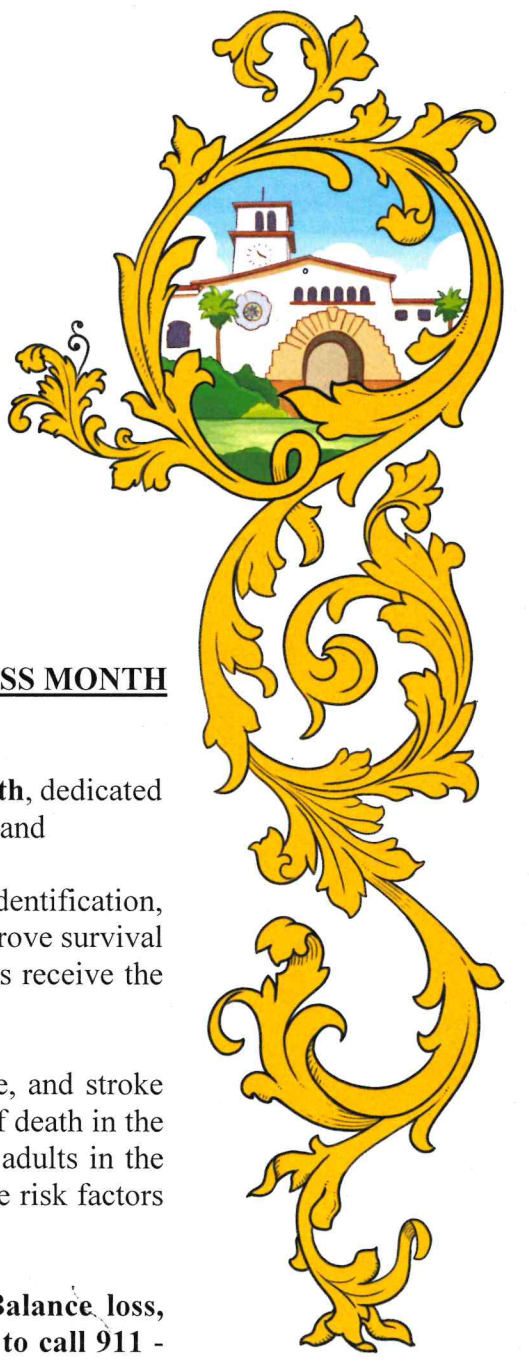 SS MONTH
th, dedicated
and
dentification,
rove survival
s receive the
e, and stroke
f death in the
adults in the
e risk factors
Balance loss,
to call 911 -